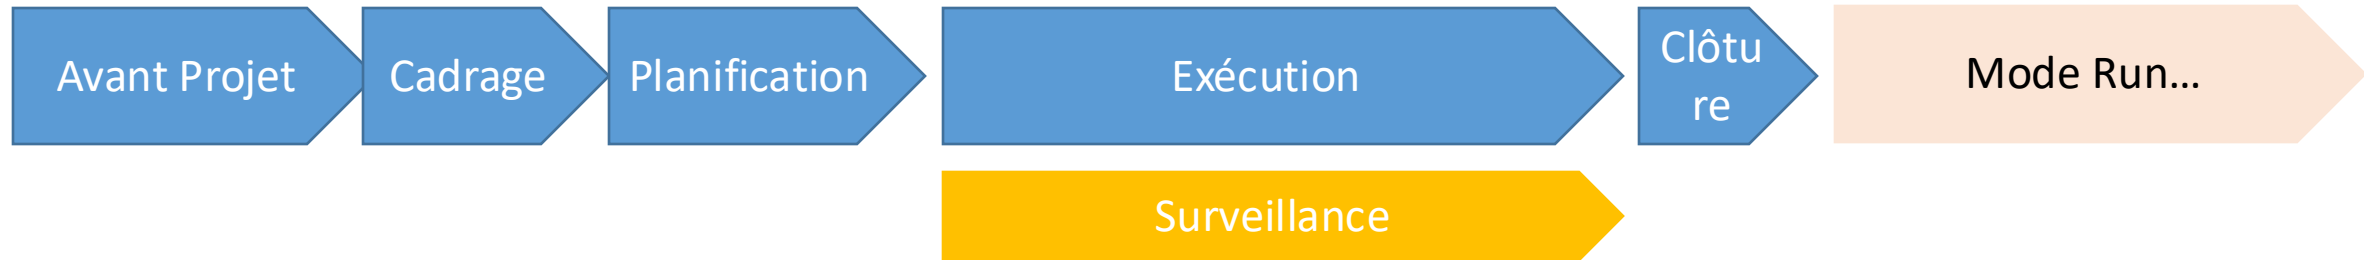 Avant Projet
Cadrage
Planification
Exécution
Clôtu
re
Mode Run...
Surveillance